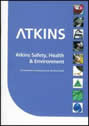 ATKINS
Atkins Safety, Health
& Environment